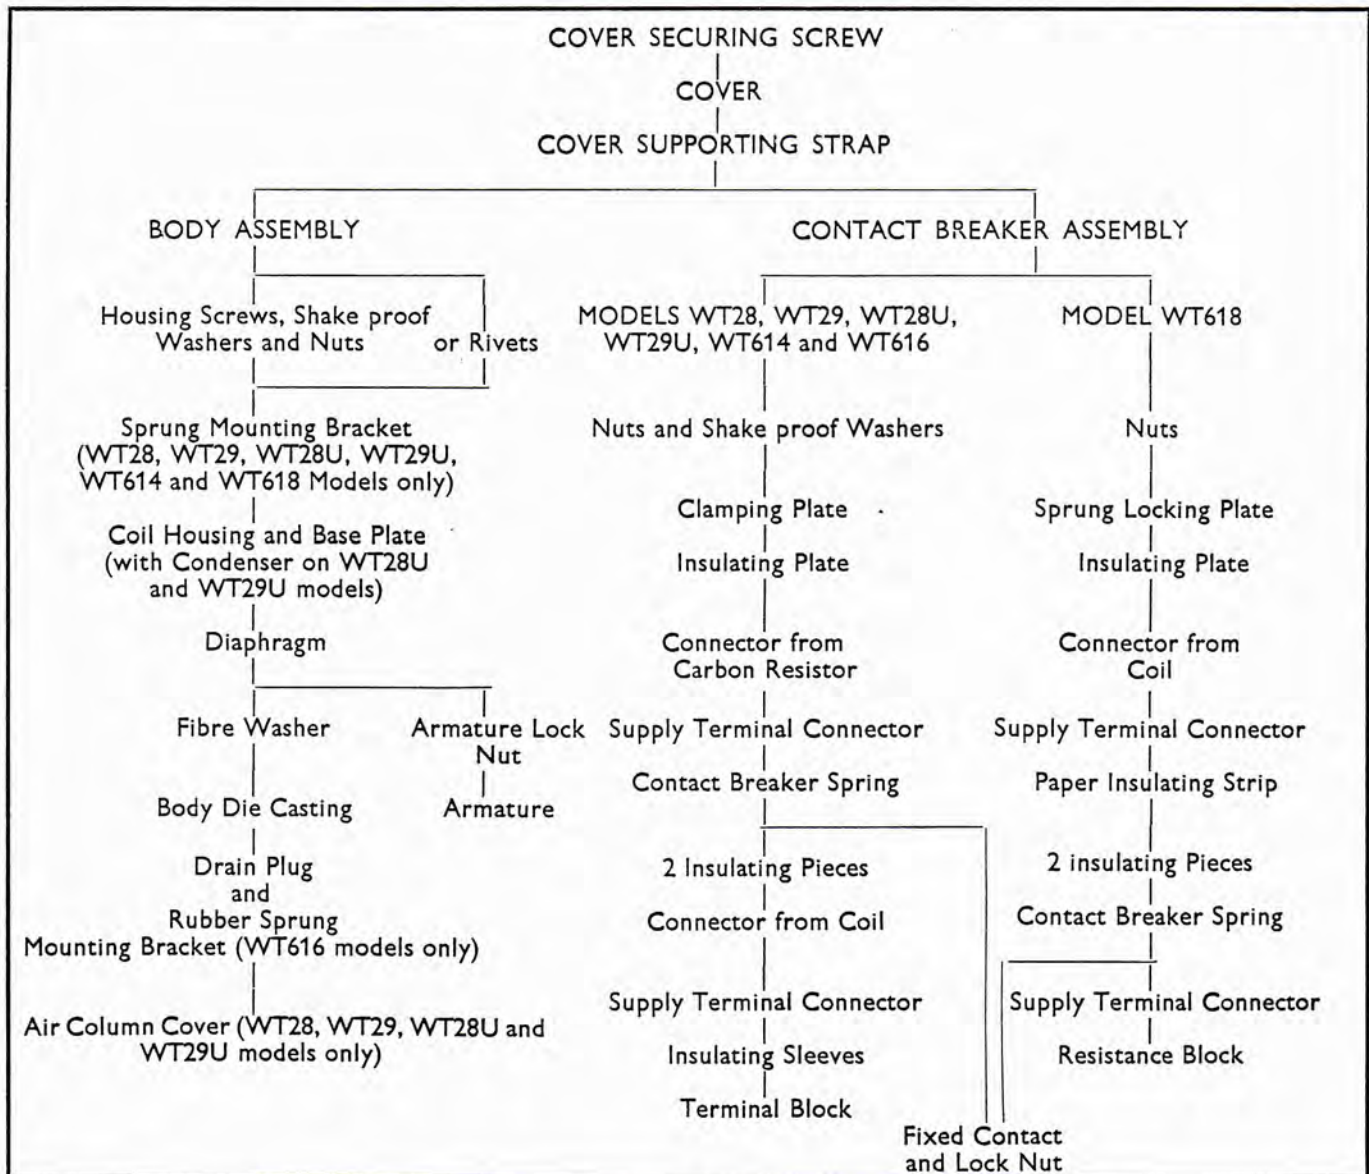 COVER SECURING SCREW
COVER
COVER SUPPORTING STRAP
BODY ASSEMBLY
Housing Screws, Shake proof
Washers and Nuts
or Rivets
Sprung Mounting Bracket
(WT28, WT29, WT28U, WT29U,
WT614 and WT618 Models only)
Coil Housing and Base Plate
(with Condenser on WT28U
and WT29U models)
Diaphragm
Fibre Washer
Body Die Casting
Drain Plug
and
Rubber Sprung
Mounting Bracket (WT616 models only)
Air Column Cover (WT28, WT29, WT28U and
WT29U models only)
Armature Lock
Nut
Armature
CONTACT BREAKER ASSEMBLY
MODELS WT28, WT29, WT28U,
WT29U, WT614 and WT616
Nuts and Shake proof Washers
Clamping Plate
Insulating Plate
Connector from
Carbon Resistor
Supply Terminal Connector
Contact Breaker Spring
2 Insulating Pieces
Connector from Coil
Supply Terminal Connector
Insulating Sleeves
Terminal Block
MODEL WT618
Nuts
Sprung Locking Plate
Insulating Plate
Connector from
Coil
Supply Terminal Connector
Paper Insulating Strip
2 insulating Pieces
Contact Breaker Spring
Supply Terminal Connector
Resistance Block
Fixed Contact
and Lock Nut